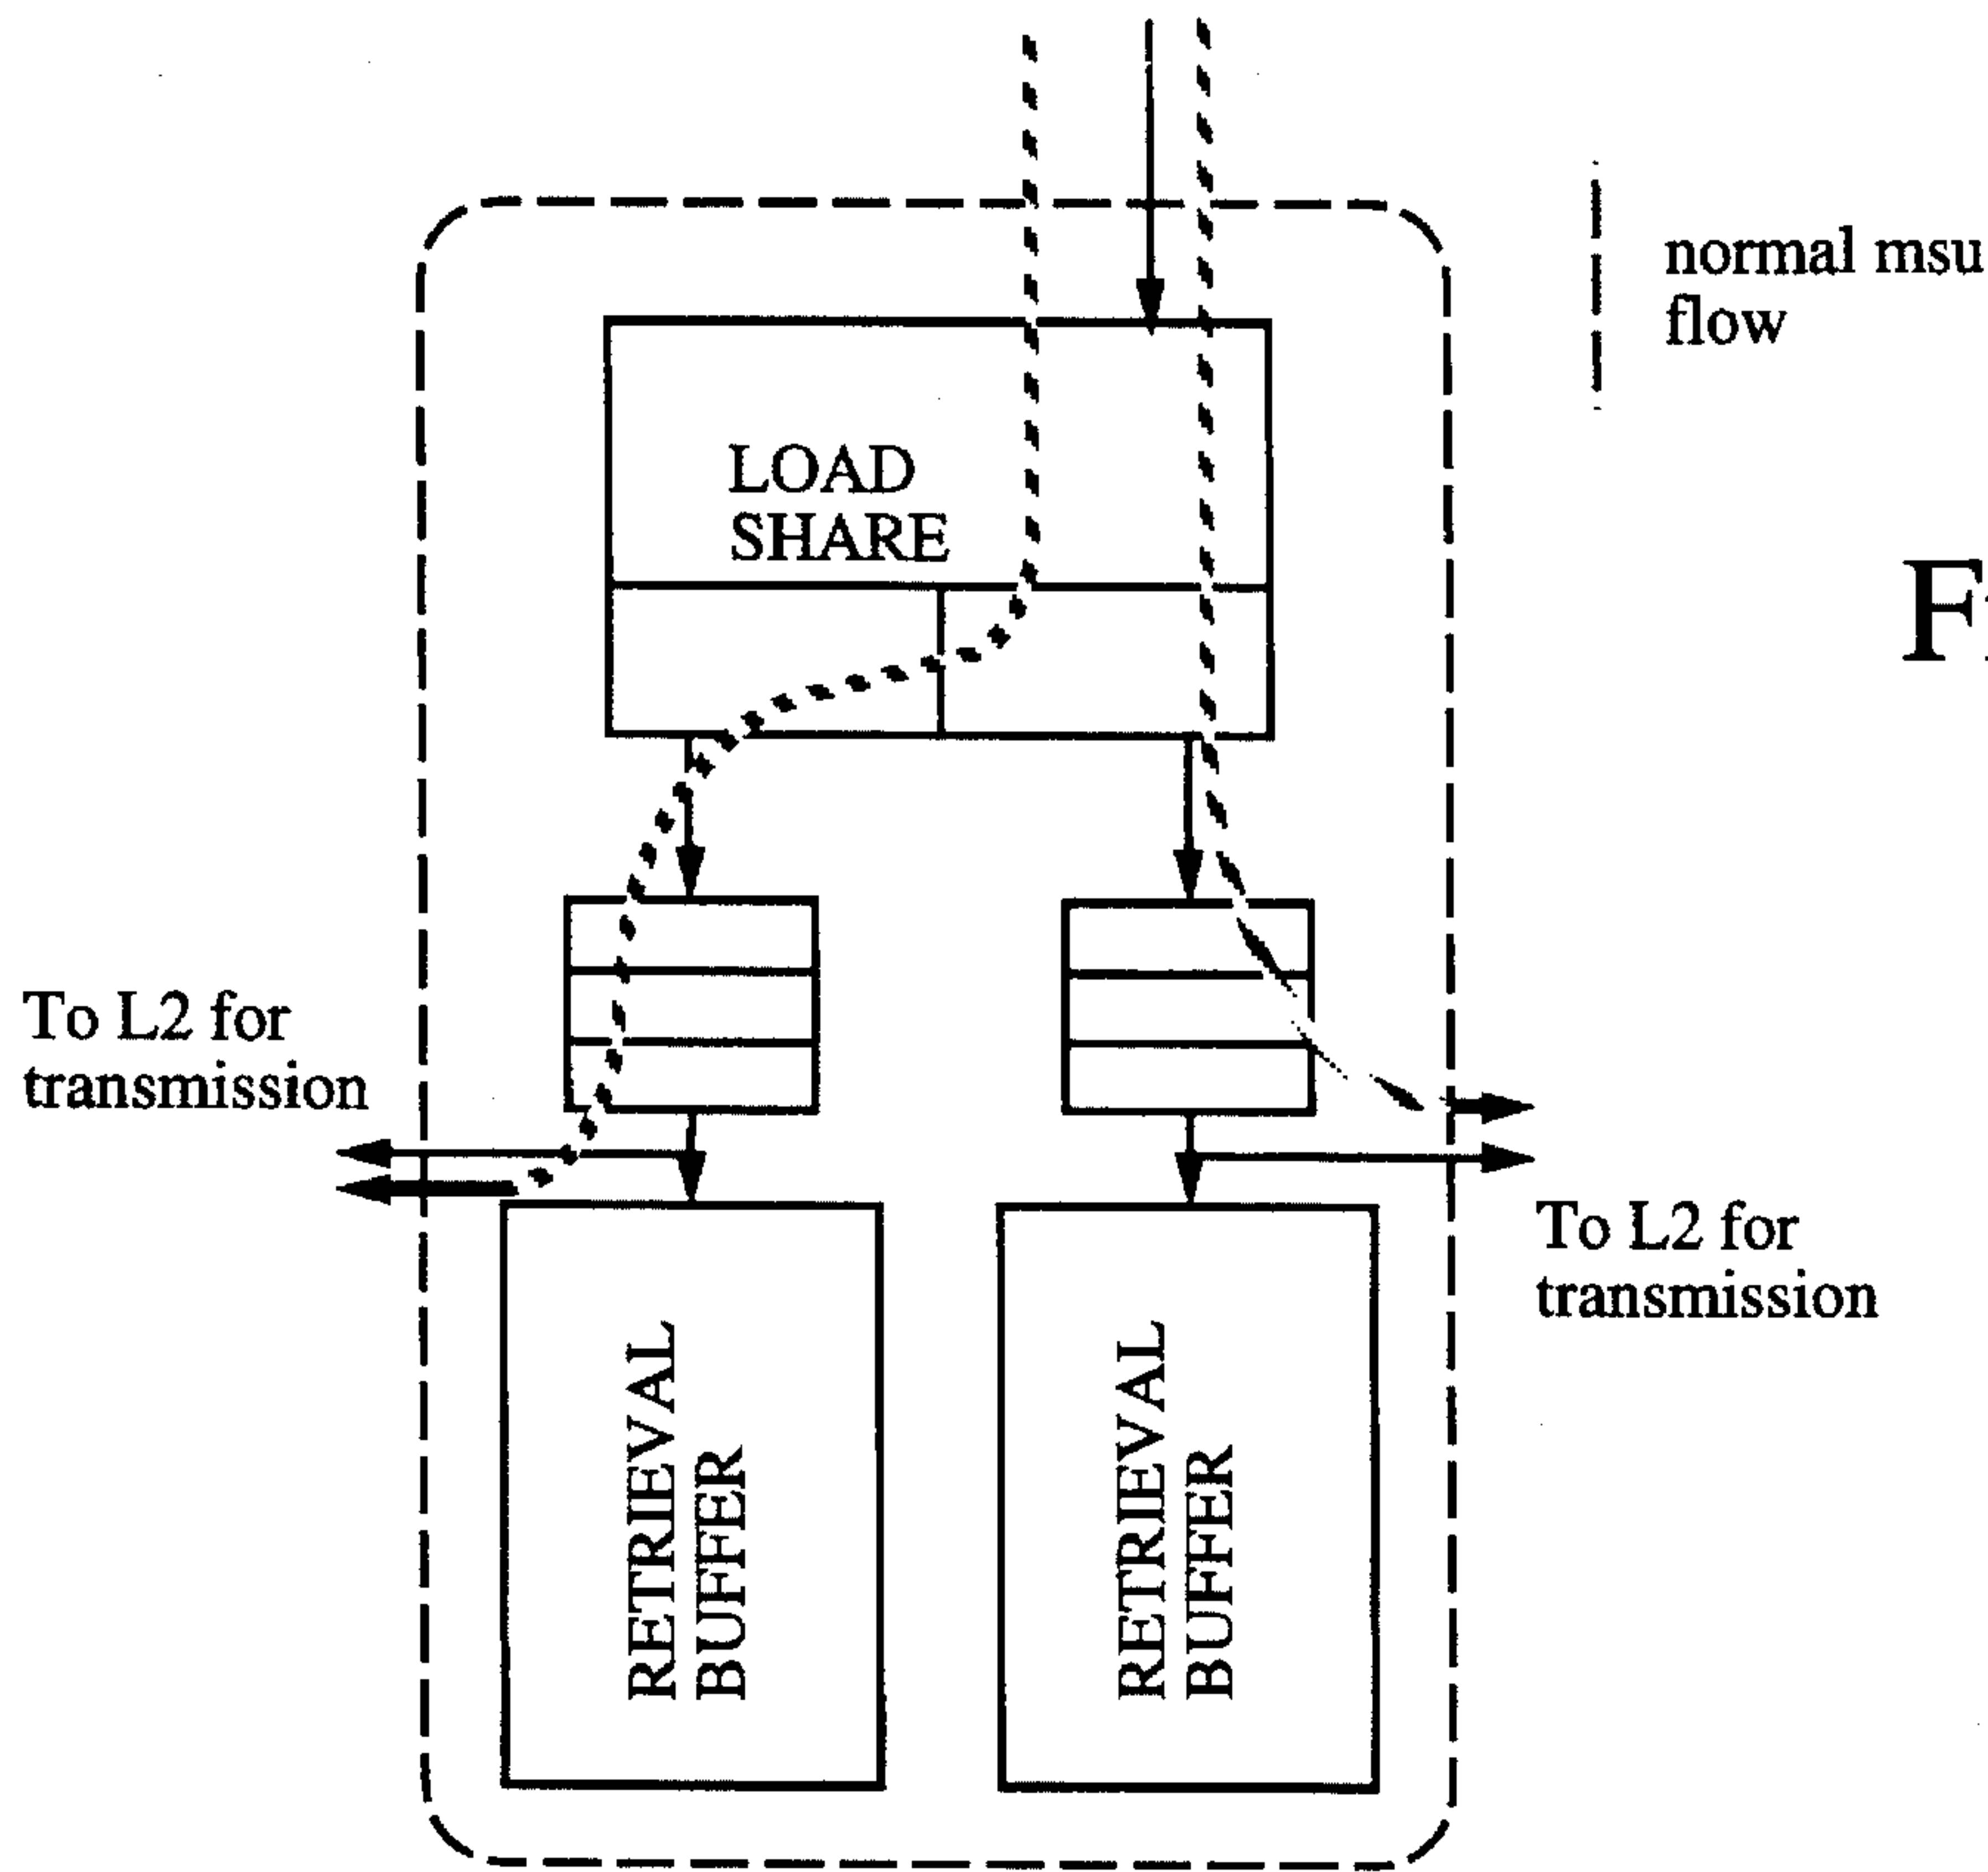 normal msu
flow
LOAD
SHARE
To L2 for
transmission
To L2 for
transmission
RETRIEVAL
BUFFER
RETRIEVAL
BUFFER